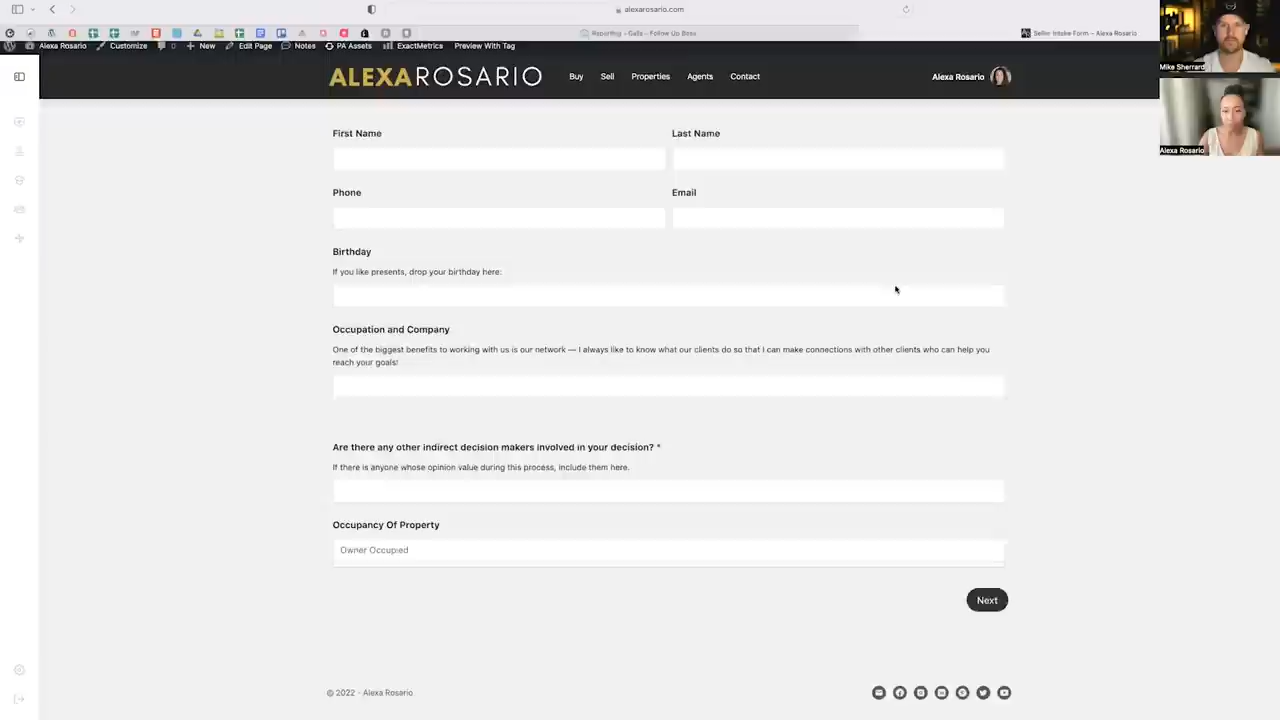 alexarosario.com
Reporting - Calls - Follow Up Boss
Seller Intake Form – Alexa Rosario
Alexa Rosario
Customize
0
New
Edit Page
Notes
PA Assets
ExactMetrics
Preview With Tag
ALEXAROSARIO
Buy
Sell
Properties
Agents
Contact
Alexa Rosario
Mike Sherrard
Alexa Rosario
First Name
Last Name
Phone
Email
Birthday
If you like presents, drop your birthday here:
Occupation and Company
One of the biggest benefits to working with us is our network — I always like to know what our clients do so that I can make connections with other clients who can help you
reach your goals!
Are there any other indirect decision makers involved in your decision? *
If there is anyone whose opinion value during this process, include them here.
Occupancy Of Property
Owner Occupied
Next
© 2022 - Alexa Rosario